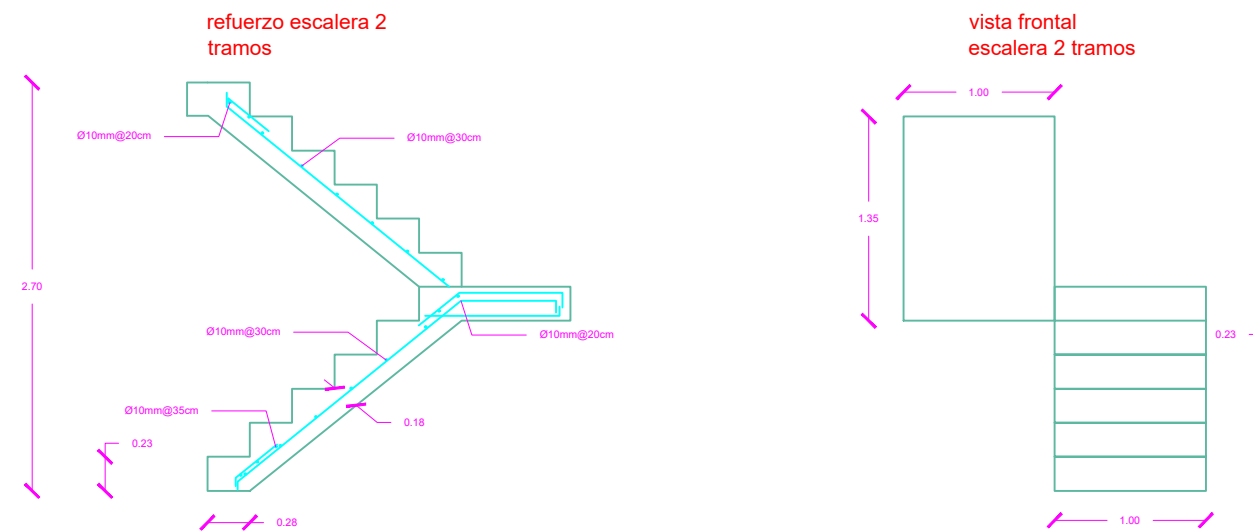 refuerzo escalera 2
tramos
vista frontal
escalera 2 tramos
1.00
Ø10mm@20cm
Ø10mm@30cm
1.35
2.70
Ø10mm@30cm
Ø10mm@20cm
0.23
Ø10mm@35cm
0.18
0.23
0.28
1.00